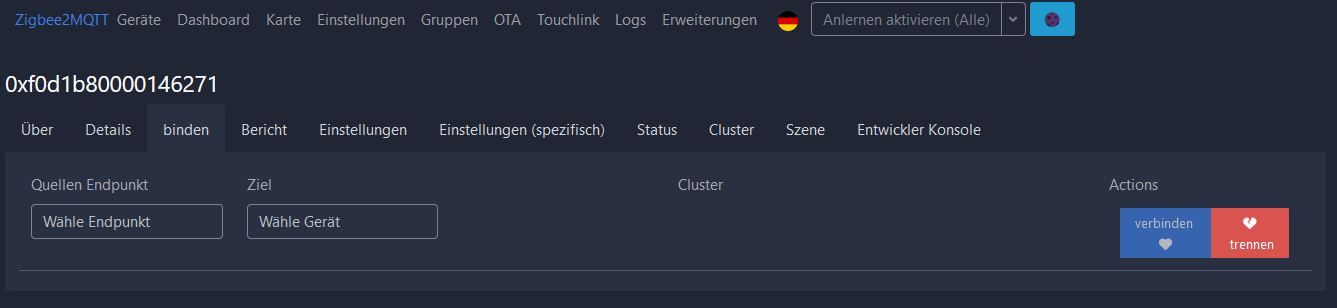 Zigbee2MQTT Geräte Dashboard Karte Einstellungen Gruppen OTA Touchlink Logs Erweiterungen Anlernen aktivieren (Alle)
0xf0d1b80000146271
Über Details binden Bericht Einstellungen Einstellungen (spezifisch) Status Cluster Szene Entwickler Konsole
Quellen Endpunkt Ziel Cluster Actions
Wähle Endpunkt Wähle Gerät
verbinden
trennen